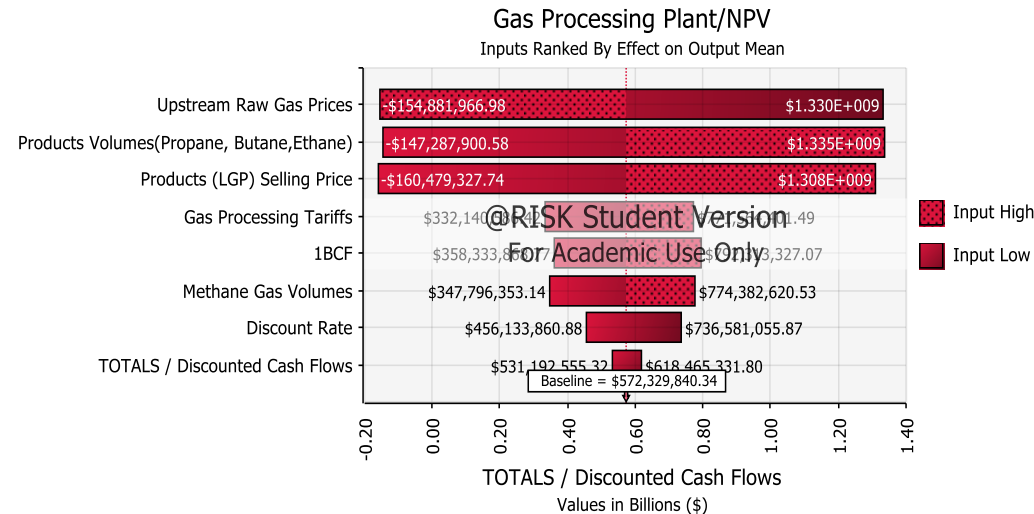 Gas Processing Plant/NPV
Inputs Ranked By Effect on Output Mean
Upstream Raw Gas Prices -$154,881,966.98 $1.330E+009
Products Volumes(Propane, Butane,Ethane) -$147,287,900.58 $1.335E+009
Products (LGP) Selling Price -$160,479,327.74 $1.308E+009
Gas Processing Tariffs
@RISK Student Version
1BCF
For Academic Use Only
Input High
Input Low
Methane Gas Volumes $347,796,353.14 $774,382,620.53
Discount Rate $456,133,860.88 $736,581,055.87
TOTALS / Discounted Cash Flows $531,192,555.32 $618,465,331.80
Baseline = $572,329,840.34
-0.20 0.00 0.20 0.40 0.60 0.80 1.00 1.20 1.40
TOTALS / Discounted Cash Flows
Values in Billions ($)